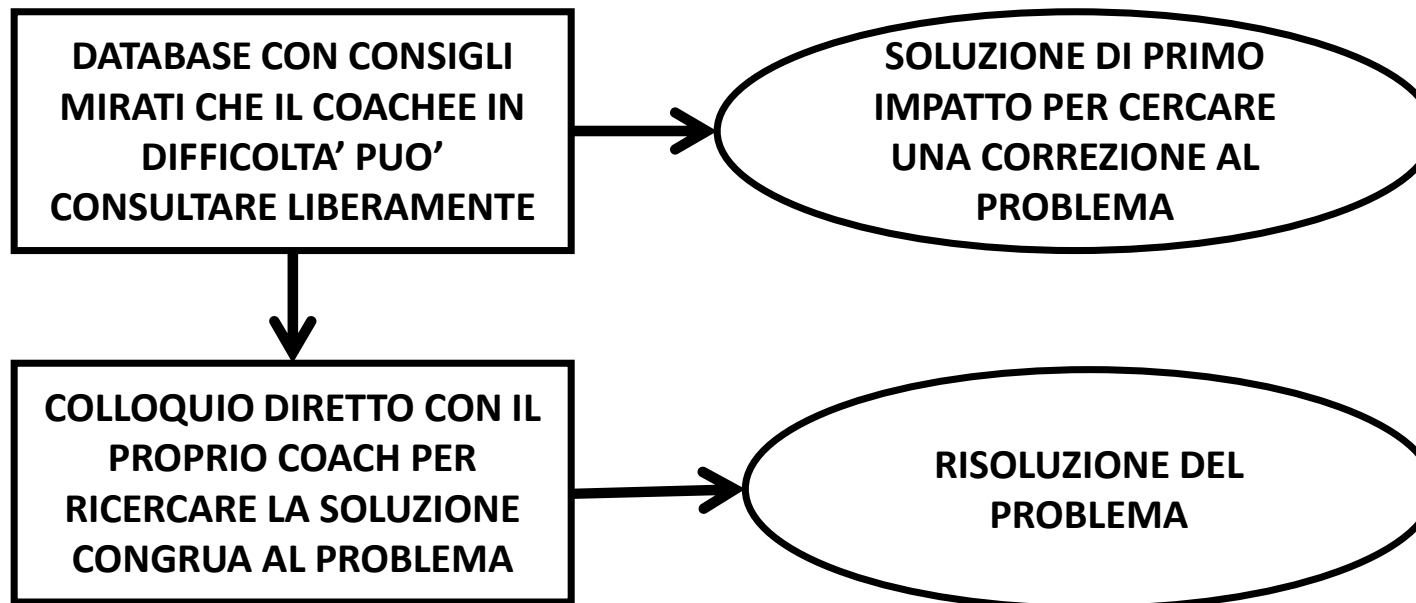 DATABASE CON CONSIGLI
MIRATI CHE IL COACHEE IN
DIFFICOLTA’ PUO’
CONSULTARE LIBERAMENTE
SOLUZIONE DI PRIMO
IMPATTO PER CERCARE
UNA CORREZIONE AL
PROBLEMA
COLLOQUIO DIRETTO CON IL
PROPRIO COACH PER
RICERCARE LA SOLUZIONE
CONGRUA AL PROBLEMA
RISOLUZIONE DEL
PROBLEMA